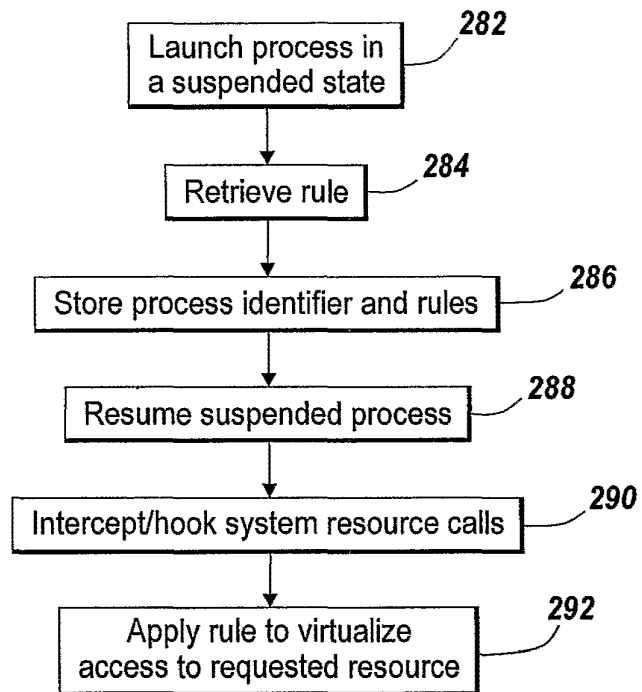 282
Launch process in
a suspended state
284
Retrieve rule
286
Store process identifier and rules
288
Resume suspended process
290
Intercept/hook system resource calls
292
Apply rule to virtualize
access to requested resource